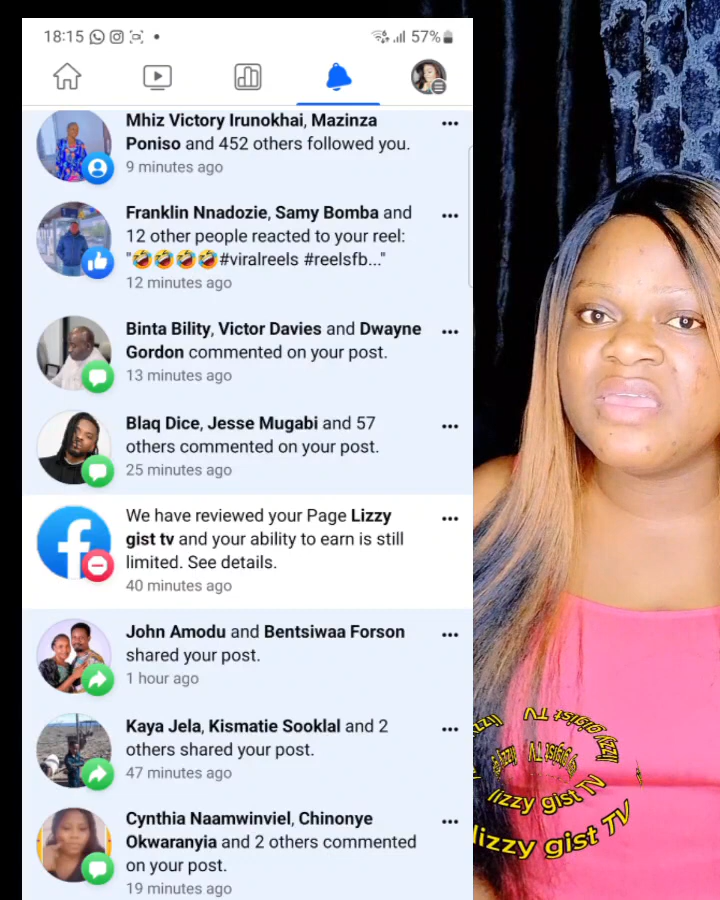 18:15
57%
Mhiz Victory Irunokhai, Mazinza
Poniso and 452 others followed you.
9 minutes ago
Franklin Nnadozie, Samy Bomba and
12 other people reacted to your reel:
"🤣🤣🤣🤣#viralreels #reelsfb..."
12 minutes ago
Binta Bility, Victor Davies and Dwayne
Gordon commented on your post.
13 minutes ago
Blaq Dice, Jesse Mugabi and 57
others commented on your post.
25 minutes ago
We have reviewed your Page Lizzy
gist tv and your ability to earn is still
limited. See details.
40 minutes ago
John Amodu and Bentsiwaa Forson
shared your post.
1 hour ago
Kaya Jela, Kismatie Sooklal and 2
others shared your post.
47 minutes ago
Cynthia Naamwinviel, Chinonye
Okwaranyia and 2 others commented
on your post.
19 minutes ago
lizzy gist TV
lizzy gist TV